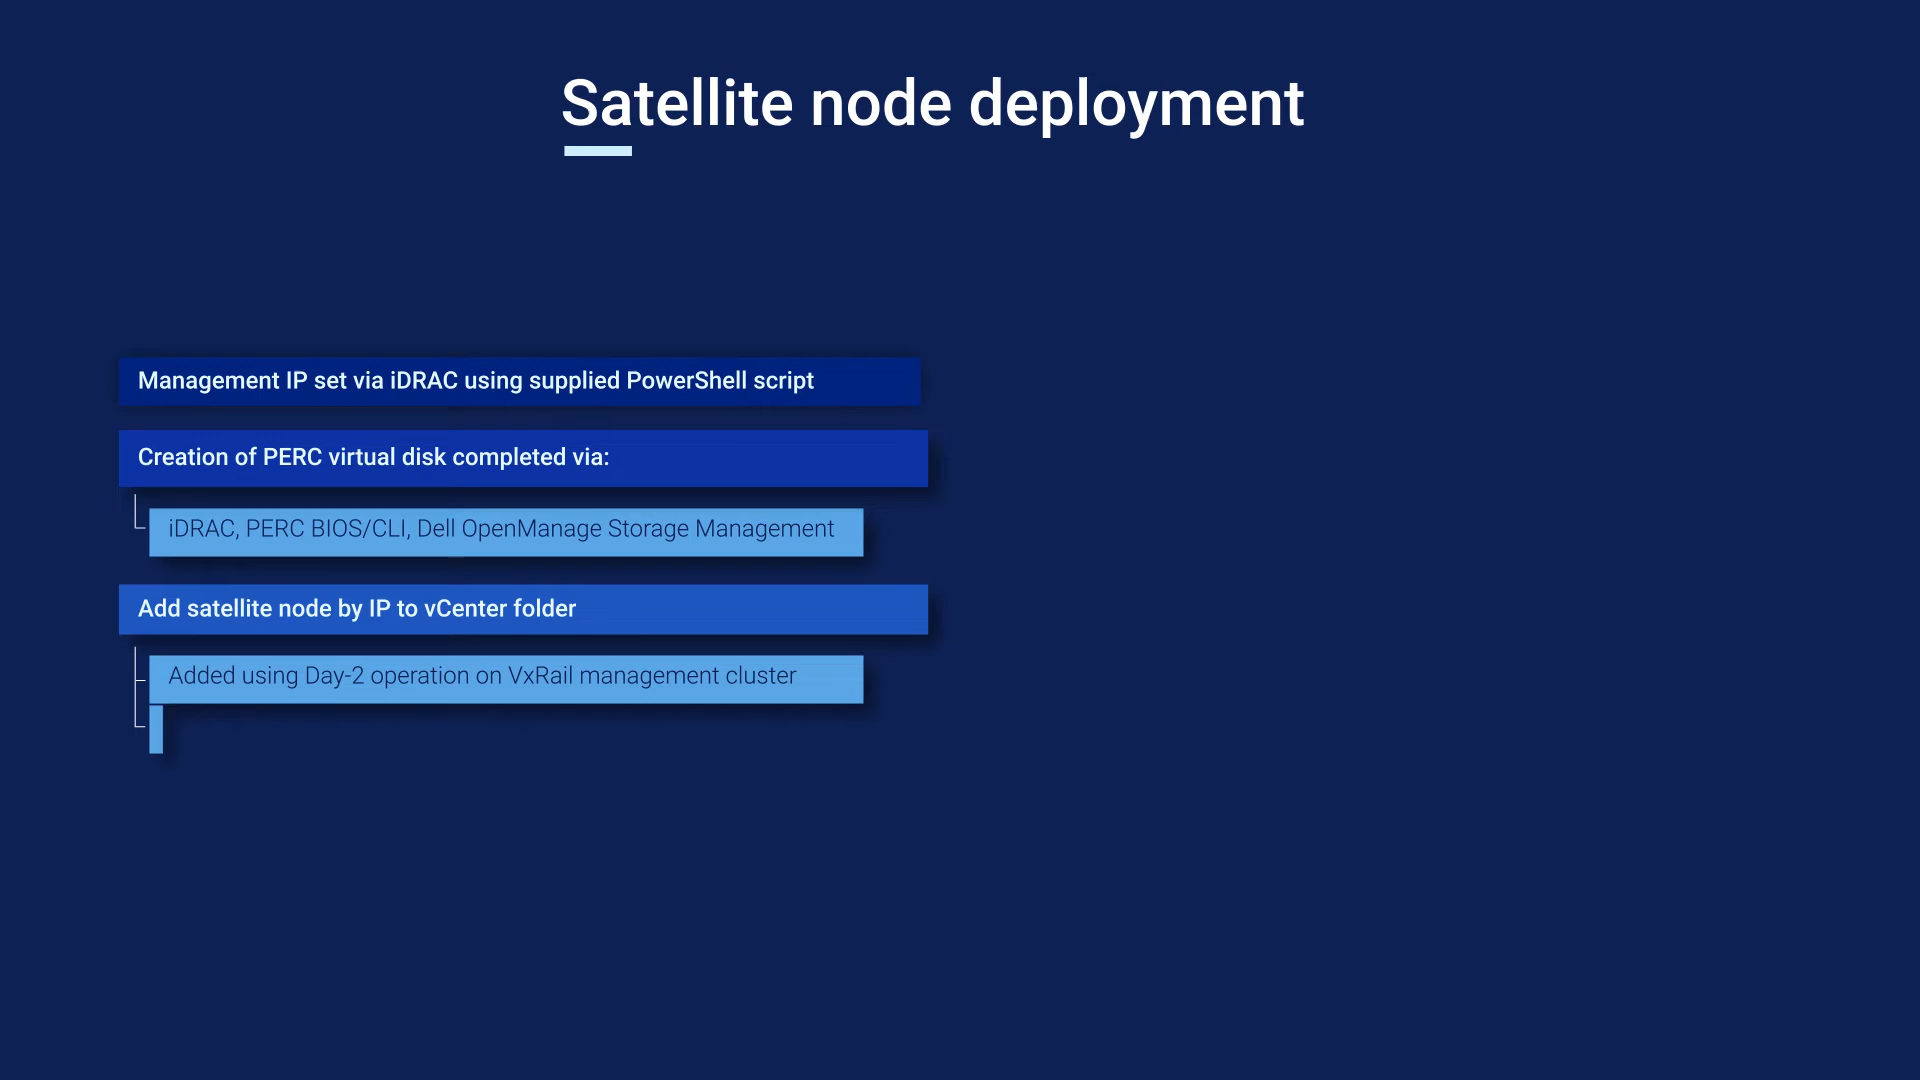 Satellite node deployment
Management IP set via iDRAC using supplied PowerShell script
Creation of PERC virtual disk completed via:
iDRAC, PERC BIOS/CLI, Dell OpenManage Storage Management
Add satellite node by IP to vCenter folder
Added using Day-2 operation on VxRail management cluster